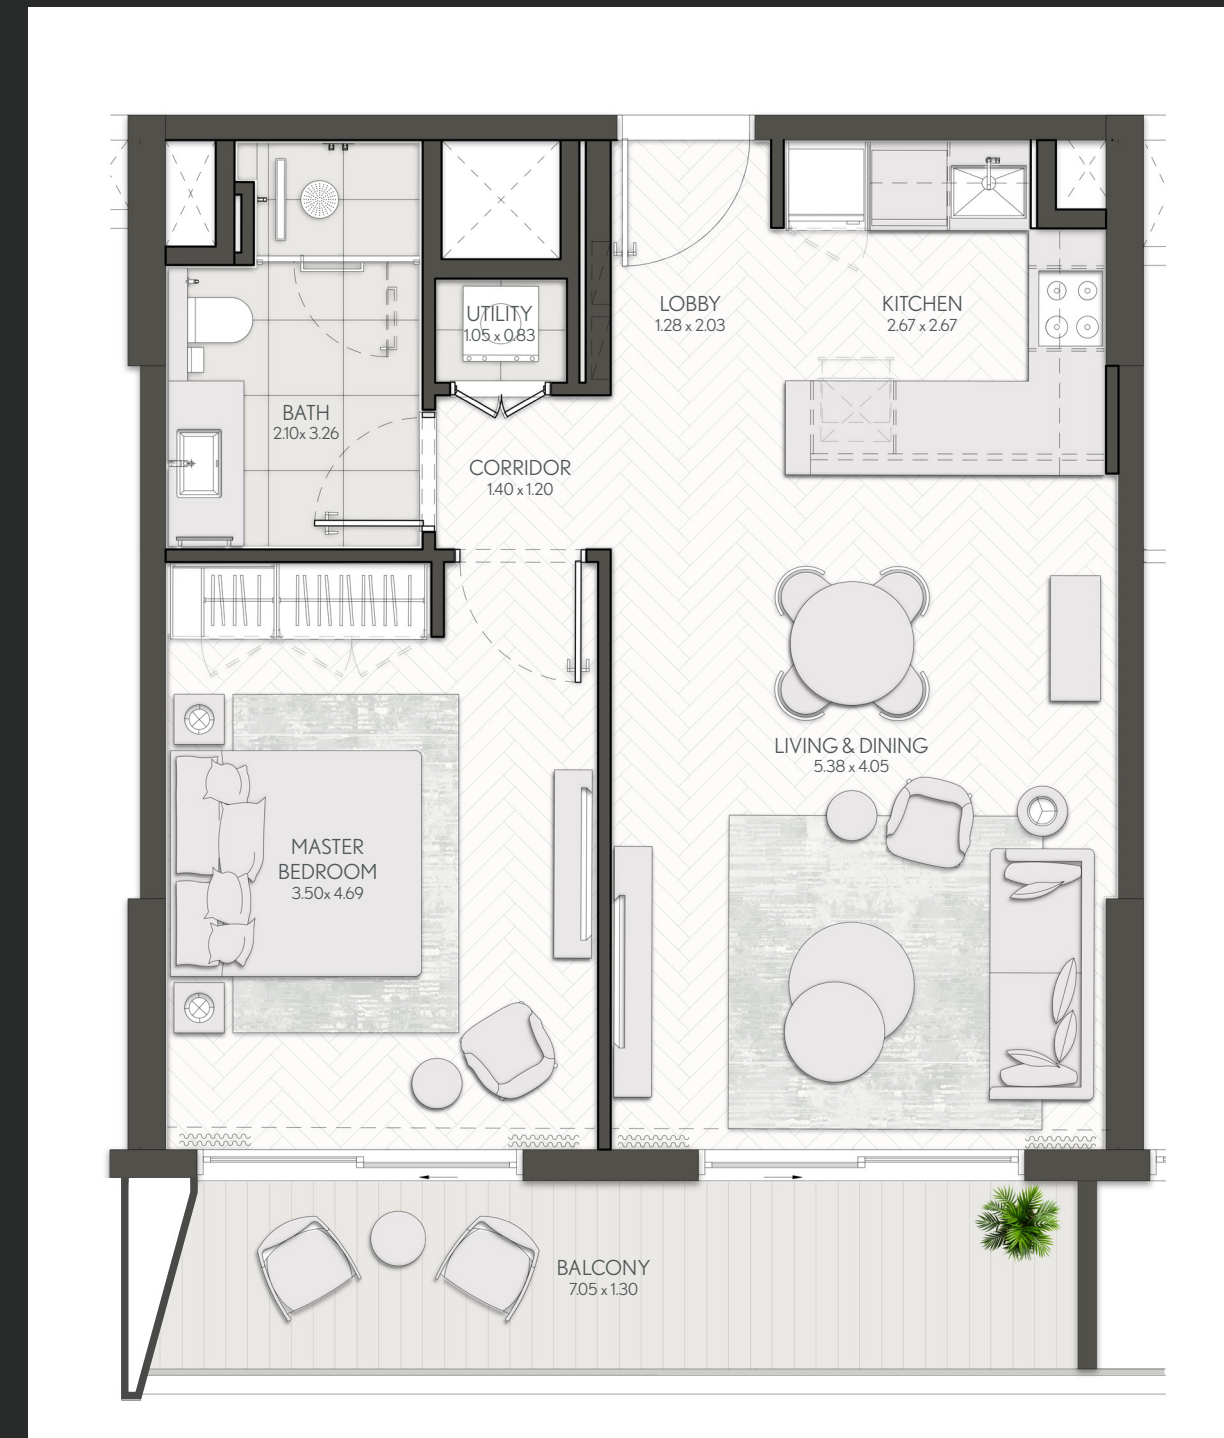 UTILITY
1.05 x 0.83
LOBBY
1.28 x 2.03
KITCHEN
2.67 x 2.67
BATH
2.10x 3.26
CORRIDOR
1.40 x 1.20
LIVING & DINING
5.38 x 4.05
MASTER
BEDROOM
3.50x 4.69
BALCONY
7.05 x 1.30